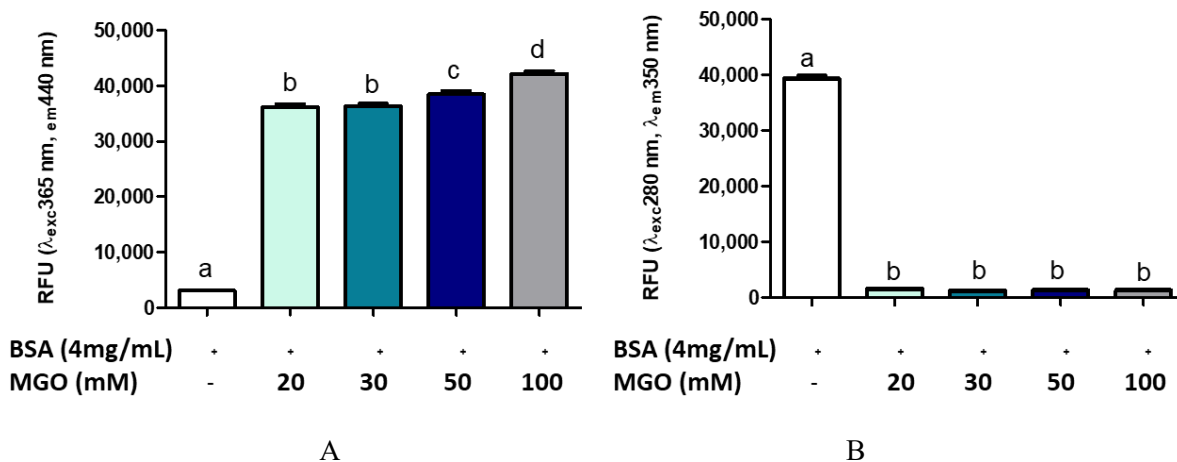 RFU (λexc365 nm, em440 nm)
50,000
40,000
30,000
20,000
10,000
0
a
b
b
c
d
BSA (4mg/mL) + + + + +
MGO (mM) - 20 30 50 100
A
RFU (λexc280 nm, λem350 nm)
50,000
40,000
30,000
20,000
10,000
0
a
b
b
b
b
BSA (4mg/mL) + + + + +
MGO (mM) - 20 30 50 100
B